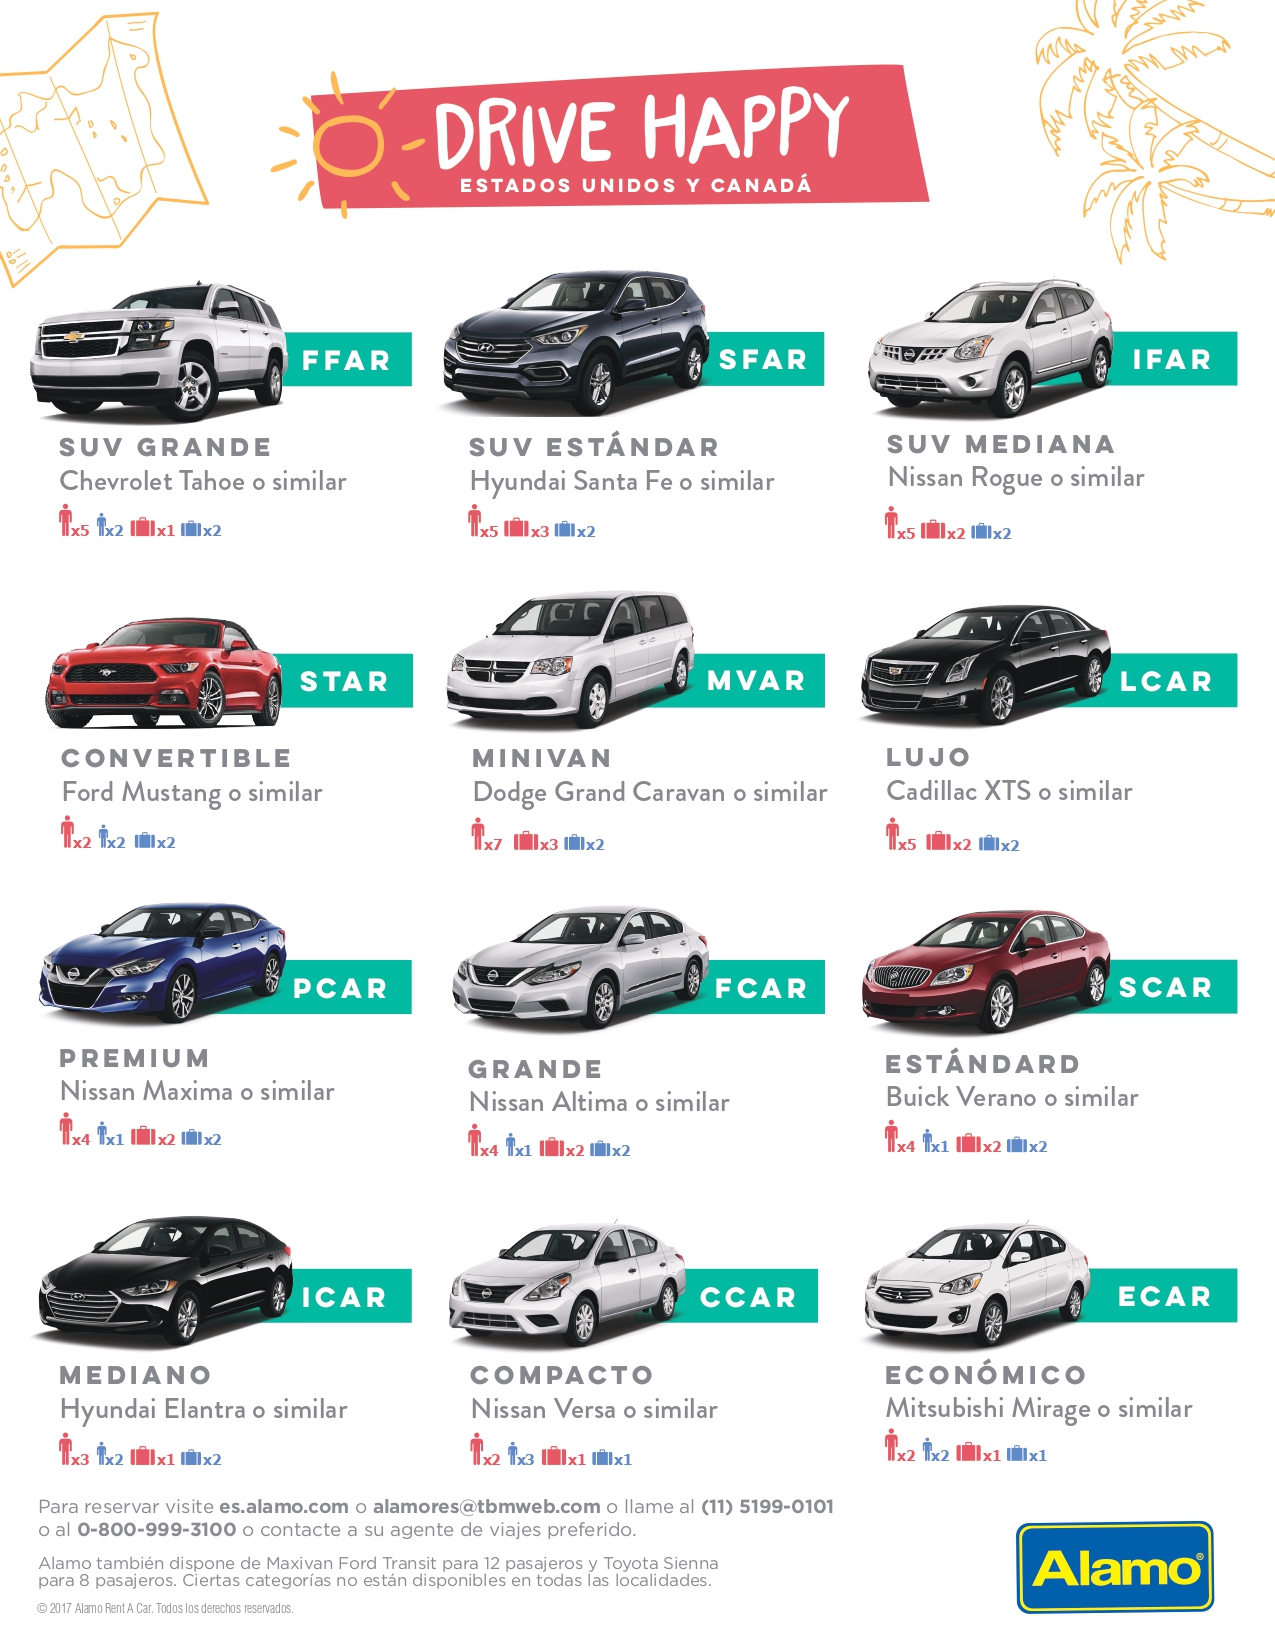 DRIVE HAPPY
ESTADOS UNIDOS Y CANADÁ
FFAR
SUV GRANDE
Chevrolet Tahoe o similar
x5 x2 x1 x2
SFAR
SUV ESTÁNDAR
Hyundai Santa Fe o similar
x5 x3 x2
IFAR
SUV MEDIANA
Nissan Rogue o similar
x5 x2 x2
STAR
CONVERTIBLE
Ford Mustang o similar
x2 x2 x2
MVAR
MINIVAN
Dodge Grand Caravan o similar
x7 x3 x2
LCAR
LUJO
Cadillac XTS o similar
x5 x2 x2
PCAR
PREMIUM
Nissan Maxima o similar
x4 x1 x2 x2
FCAR
GRANDE
Nissan Altima o similar
x4 x1 x2 x2
SCAR
ESTÁNDARD
Buick Verano o similar
x4 x1 x2 x2
ICAR
MEDIANO
Hyundai Elantra o similar
x3 x2 x1 x2
CCAR
COMPACTO
Nissan Versa o similar
x2 x3 x1 x1
ECAR
ECONÓMICO
Mitsubishi Mirage o similar
x2 x2 x1 x1
Para reservar visite es.alamo.com o alamores@tbmweb.com o llame al (11) 5199-0101
o al 0-800-999-3100 o contacte a su agente de viajes preferido.
Alamo también dispone de Maxivan Ford Transit para 12 pasajeros y Toyota Sienna
para 8 pasajeros. Ciertas categorías no están disponibles en todas las localidades.
© 2017 Alamo Rent A Car. Todos los derechos reservados.
Alamo®